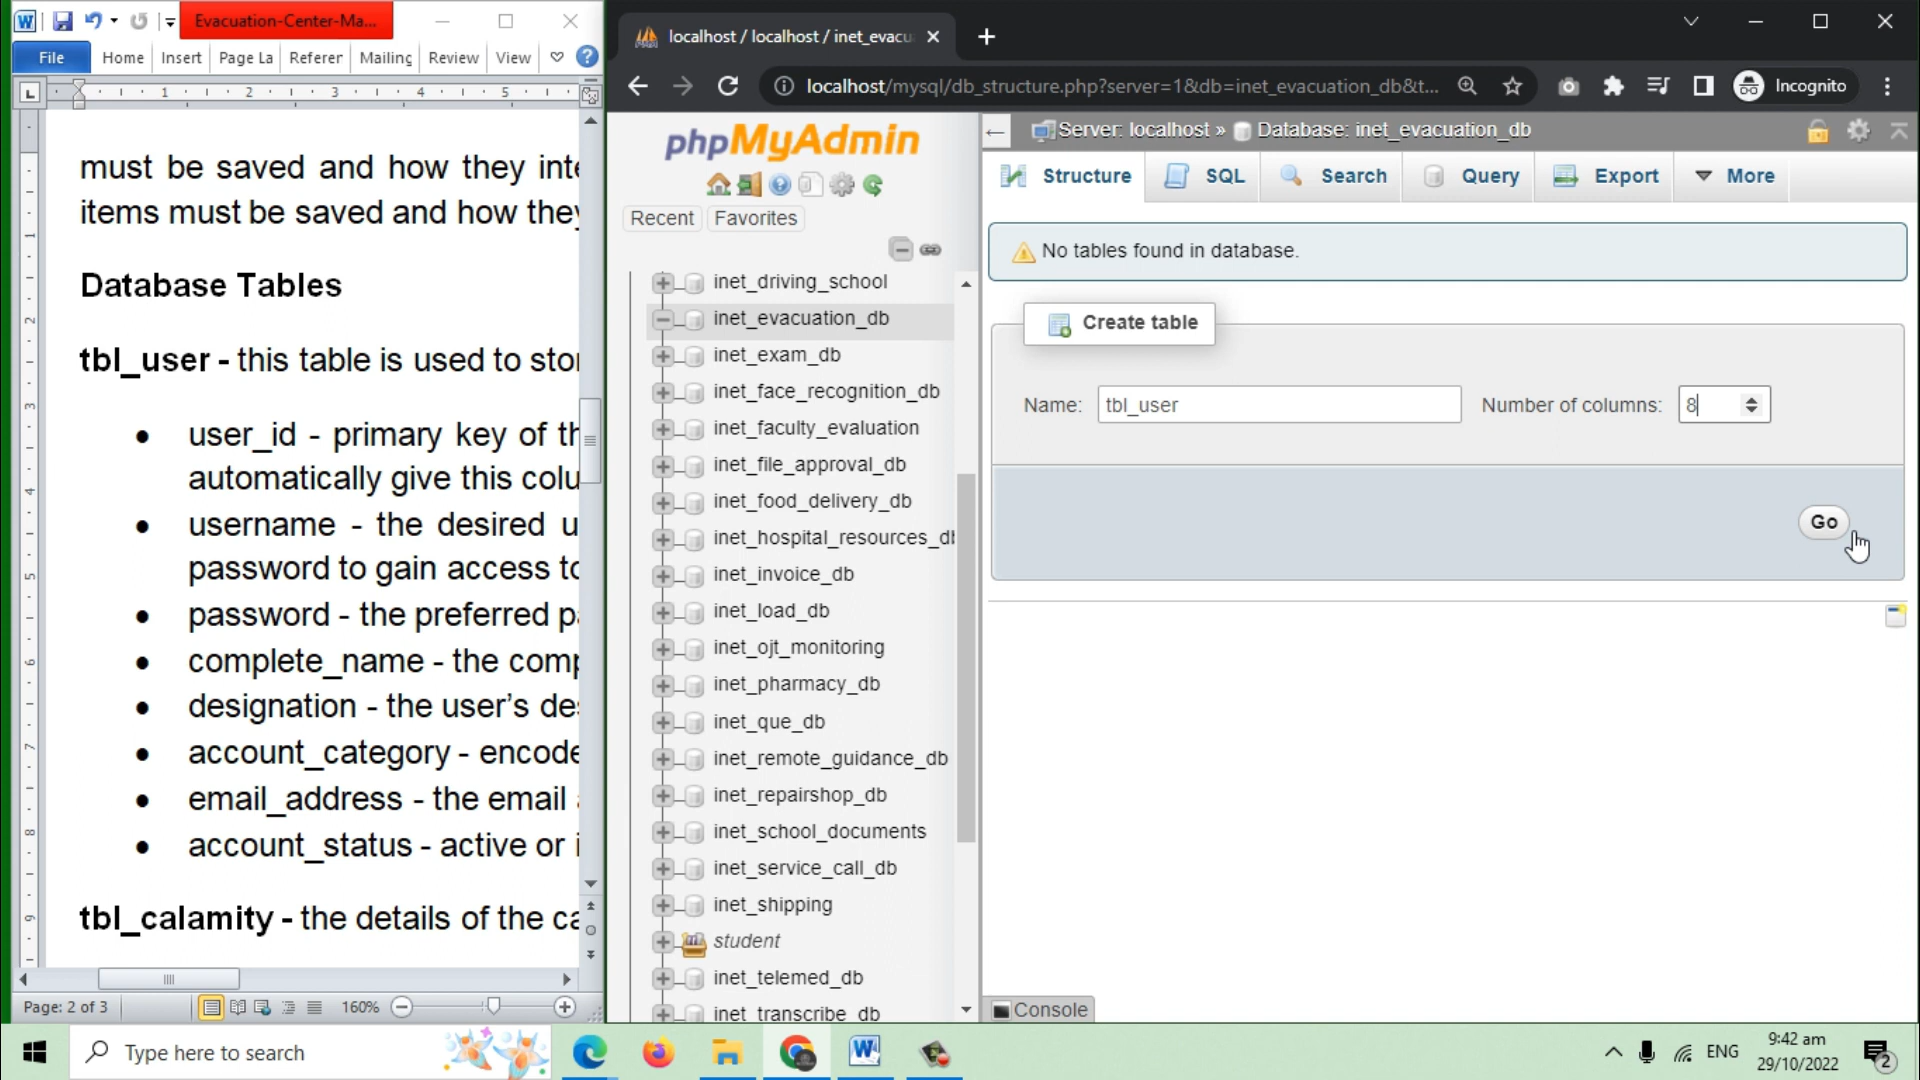 Evacuation-Center-Ma...
File Home Insert Page La Referer Mailing Review View
must be saved and how they inte
items must be saved and how they
Database Tables
tbl_user - this table is used to stor
user_id - primary key of th
automatically give this colu
username - the desired u
password to gain access to
password - the preferred pa
complete_name - the comp
designation - the user's des
account_category - encode
email_address - the email a
account_status - active or i
tbl_calamity - the details of the ca
Page: 2 of 3
160%
localhost / localhost / inet_evacu
localhost/mysql/db_structure.php?server=1&db=inet_evacuation_db&t...
Incognito
phpMyAdmin
Recent Favorites
inet_driving_school
inet_evacuation_db
inet_exam_db
inet_face_recognition_db
inet_faculty_evaluation
inet_file_approval_db
inet_food_delivery_db
inet_hospital_resources_db
inet_invoice_db
inet_load_db
inet_ojt_monitoring
inet_pharmacy_db
inet_que_db
inet_remote_guidance_db
inet_repairshop_db
inet_school_documents
inet_service_call_db
inet_shipping
student
inet_telemed_db
inet_transcribe_db
Server: localhost » Database: inet_evacuation_db
Structure SQL Search Query Export More
No tables found in database.
Create table
Name: tbl_user Number of columns: 8
Go
Console
Type here to search
ENG
9:42 am
29/10/2022
2